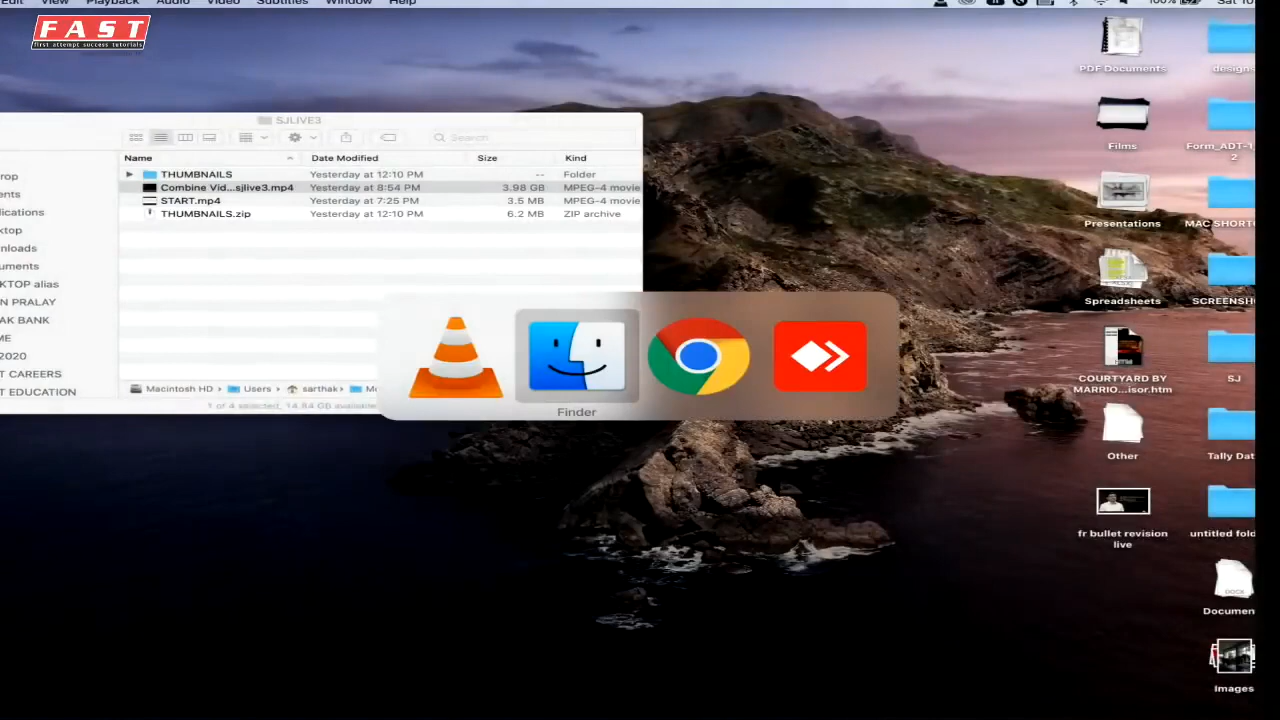 Edit View Playback Audio Video Subtitles Window Help
100%
FAST
first attempt success tutorials
SJLIVE3
Search
Name Date Modified Size Kind
THUMBNAILS Yesterday at 12:10 PM -- Folder
Combine Vid...sjlive3.mp4 Yesterday at 8:54 PM 3.98 GB MPEG-4 movie
START.mp4 Yesterday at 7:25 PM 3.5 MB MPEG-4 movie
THUMBNAILS.zip Yesterday at 12:10 PM 6.2 MB ZIP archive
rop
ents
lications
ktop
nloads
uments
KTOP alias
N PRALAY
AK BANK
ME
2020
T CAREERS
T EDUCATION
Macintosh HD Users sarthak Mo
1 of 4 selected, 14.84 GB available
Finder
PDF Documents
design
Films
Form_ADT-1
2
Presentations
MAC SHORT
Spreadsheets
SCREENSH
COURTYARD BY
MARRIO...isor.htm
SJ
Other
Tally Dat
fr bullet revision
live
untitled fold
DOCX
Documen
Images